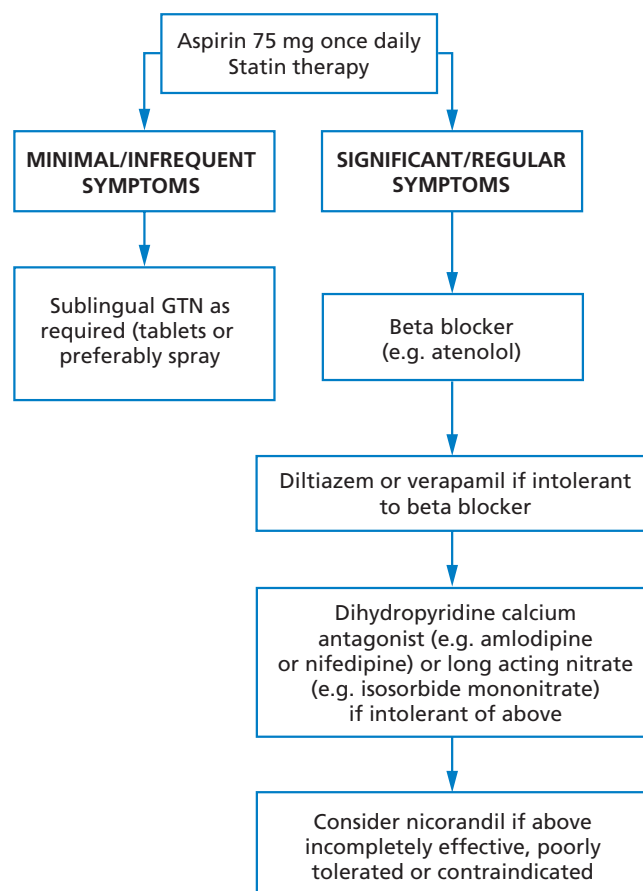 Aspirin 75 mg once daily
Statin therapy
MINIMAL/INFREQUENT
SYMPTOMS
SIGNIFICANT/REGULAR
SYMPTOMS
Sublingual GTN as
required (tablets or
preferably spray
Beta blocker
(e.g. atenolol)
Diltiazem or verapamil if intolerant
to beta blocker
Dihydropyridine calcium
antagonist (e.g. amlodipine
or nifedipine) or long acting nitrate
(e.g. isosorbide mononitrate)
if intolerant of above
Consider nicorandil if above
incompletely effective, poorly
tolerated or contraindicated